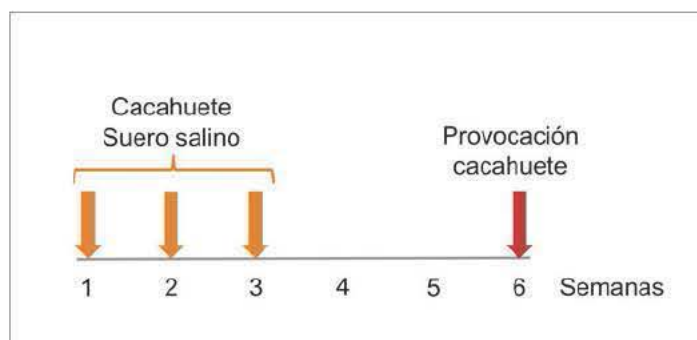 Cacahuete
Suero salino
Provocación
cacahuete
1 2 3 4 5 6 Semanas